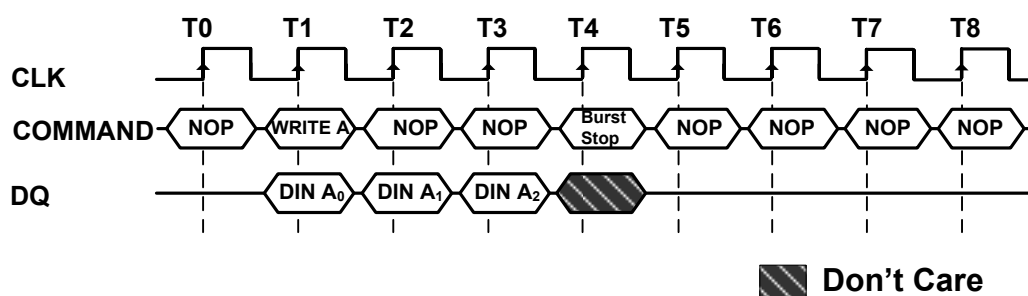 T0 T1 T2 T3 T4 T5 T6 T7 T8
CLK
COMMAND NOP WRITE A NOP NOP Burst Stop NOP NOP NOP NOP
DQ DIN A₀ DIN A₁ DIN A₂
Don't Care